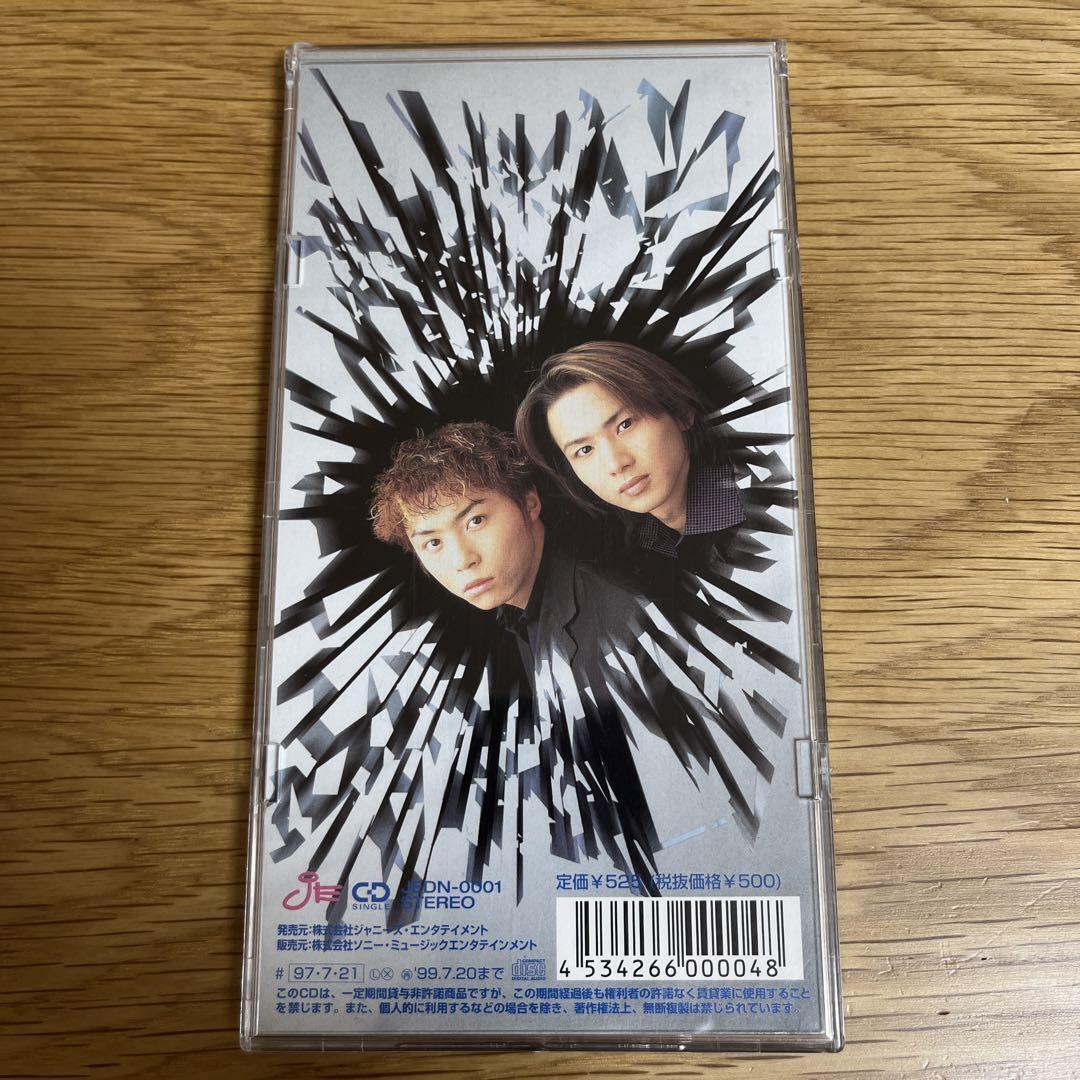 JE CD SINGLE JEDN-0001 STEREO
定価¥525 (税抜価格¥500)
発売元:株式会社ジャニーズ・エンタテイメント
販売元:株式会社ソニー・ミュージックエンタテインメント
# 97・7・21 Ⓛ Ⓧ ㊢'99.7.20まで COMPACT disc DIGITAL AUDIO
4 534266 000048
このCDは、一定期間貸与非許諾商品ですが、この期間経過後も権利者の許諾なく賃貸業に使用すること
を禁じます。また、個人的に利用するなどの場合を除き、著作権法上、無断複製は禁じられています。